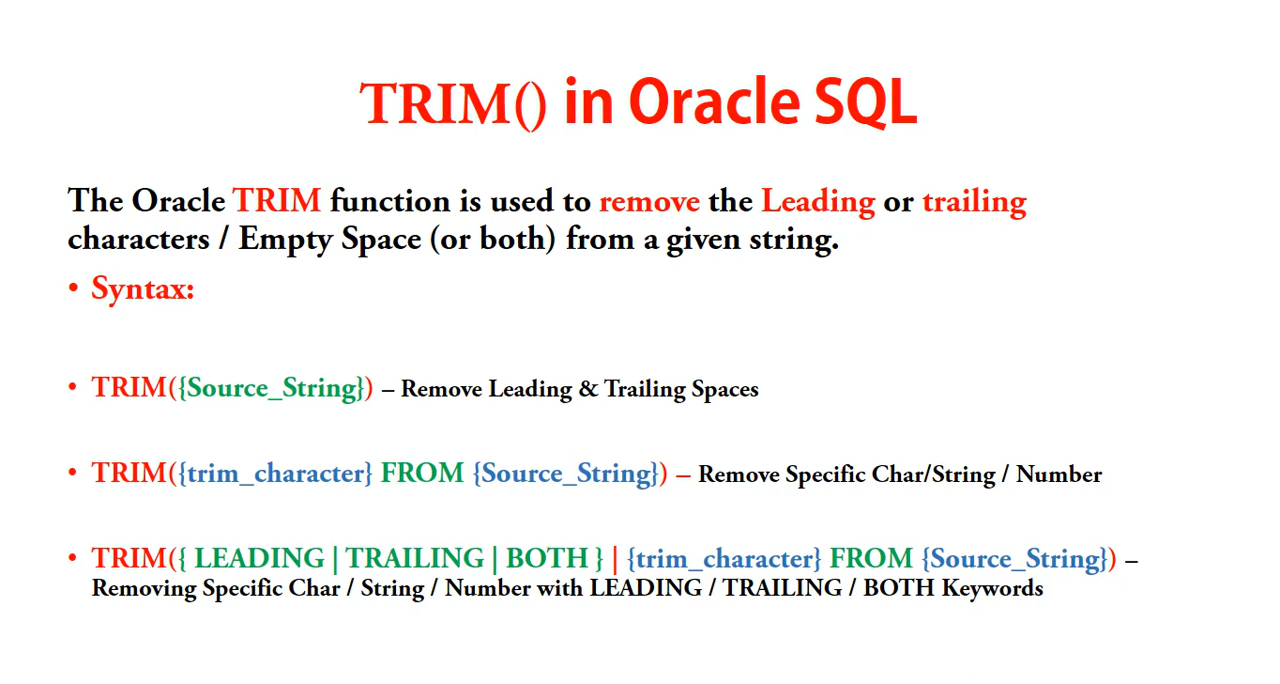 TRIM() in Oracle SQL
The Oracle TRIM function is used to remove the Leading or trailing
characters / Empty Space (or both) from a given string.
• Syntax:
• TRIM({Source_String}) – Remove Leading & Trailing Spaces
• TRIM({trim_character} FROM {Source_String}) – Remove Specific Char/String / Number
• TRIM({ LEADING | TRAILING | BOTH } | {trim_character} FROM {Source_String}) –
Removing Specific Char / String / Number with LEADING / TRAILING / BOTH Keywords